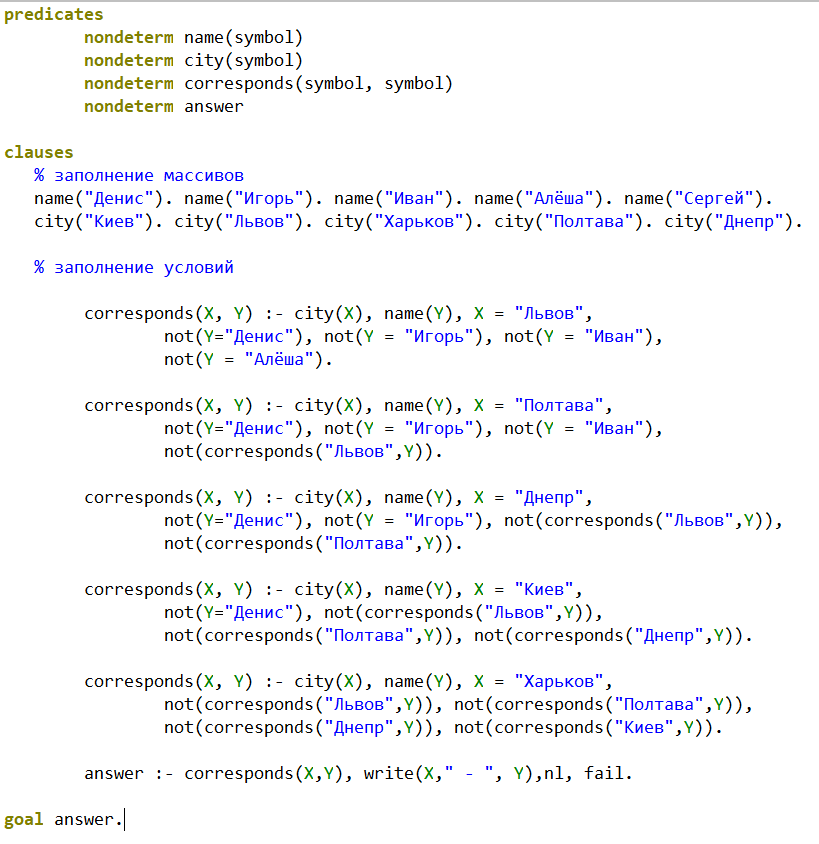 predicates
nondeterm name(symbol)
nondeterm city(symbol)
nondeterm corresponds(symbol, symbol)
nondeterm answer
clauses
% заполнение массивов
name("Денис"). name("Игорь"). name("Иван"). name("Алёша"). name("Сергей").
city("Киев"). city("Львов"). city("Харьков"). city("Полтава"). city("Днепр").
% заполнение условий
corresponds(X, Y) :- city(X), name(Y), X = "Львов",
not(Y="Денис"), not(Y = "Игорь"), not(Y = "Иван"),
not(Y = "Алёша").
corresponds(X, Y) :- city(X), name(Y), X = "Полтава",
not(Y="Денис"), not(Y = "Игорь"), not(Y = "Иван"),
not(corresponds("Львов",Y)).
corresponds(X, Y) :- city(X), name(Y), X = "Днепр",
not(Y="Денис"), not(Y = "Игорь"), not(corresponds("Львов",Y)),
not(corresponds("Полтава",Y)).
corresponds(X, Y) :- city(X), name(Y), X = "Киев",
not(Y="Денис"), not(corresponds("Львов",Y)),
not(corresponds("Полтава",Y)), not(corresponds("Днепр",Y)).
corresponds(X, Y) :- city(X), name(Y), X = "Харьков",
not(corresponds("Львов",Y)), not(corresponds("Полтава",Y)),
not(corresponds("Днепр",Y)), not(corresponds("Киев",Y)).
answer :- corresponds(X,Y), write(X," - ", Y),nl, fail.
goal answer.